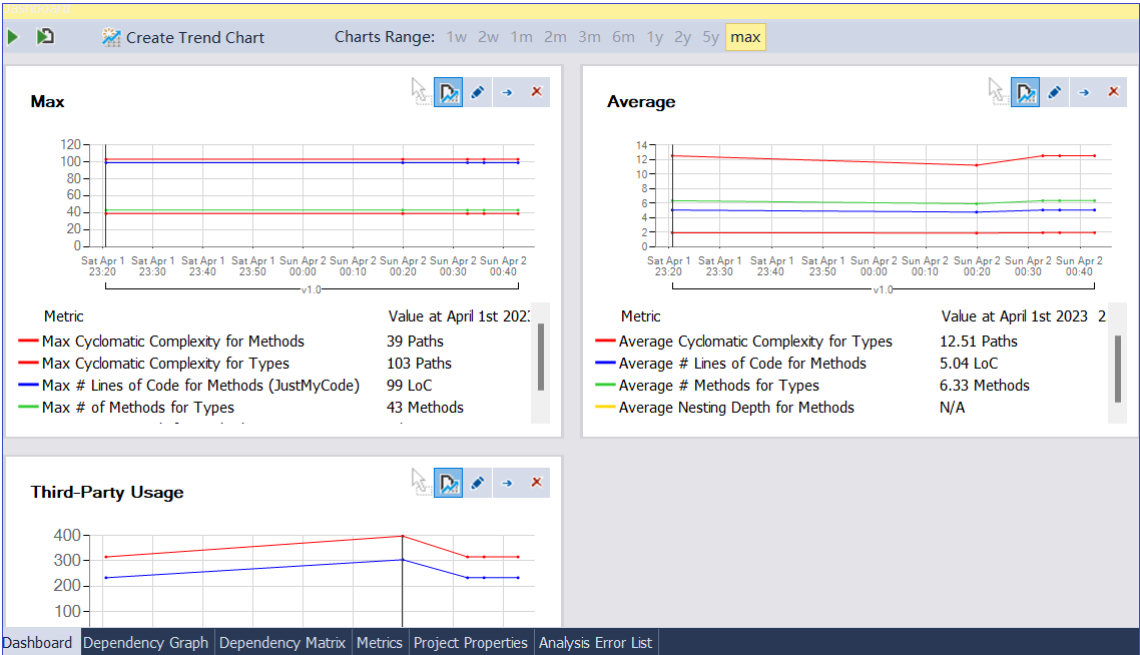 Dashboard
Create Trend Chart Charts Range: 1w 2w 1m 2m 3m 6m 1y 2y 5y max
Max
120
100
80
60
40
20
0
Sat Apr 1 Sat Apr 1 Sat Apr 1 Sat Apr 1 Sun Apr 2 Sun Apr 2 Sun Apr 2 Sun Apr 2 Sun Apr 2
23:20 23:30 23:40 23:50 00:00 00:10 00:20 00:30 00:40
v1.0
Metric Value at April 1st 2023
Max Cyclomatic Complexity for Methods 39 Paths
Max Cyclomatic Complexity for Types 103 Paths
Max # Lines of Code for Methods (JustMyCode) 99 LoC
Max # of Methods for Types 43 Methods
Average
14
12
10
8
6
4
2
0
Sat Apr 1 Sat Apr 1 Sat Apr 1 Sat Apr 1 Sun Apr 2 Sun Apr 2 Sun Apr 2 Sun Apr 2 Sun Apr 2
23:20 23:30 23:40 23:50 00:00 00:10 00:20 00:30 00:40
v1.0
Metric Value at April 1st 2023 2
Average Cyclomatic Complexity for Types 12.51 Paths
Average # Lines of Code for Methods 5.04 LoC
Average # Methods for Types 6.33 Methods
Average Nesting Depth for Methods N/A
Third-Party Usage
400
300
200
100
Dashboard Dependency Graph Dependency Matrix Metrics Project Properties Analysis Error List